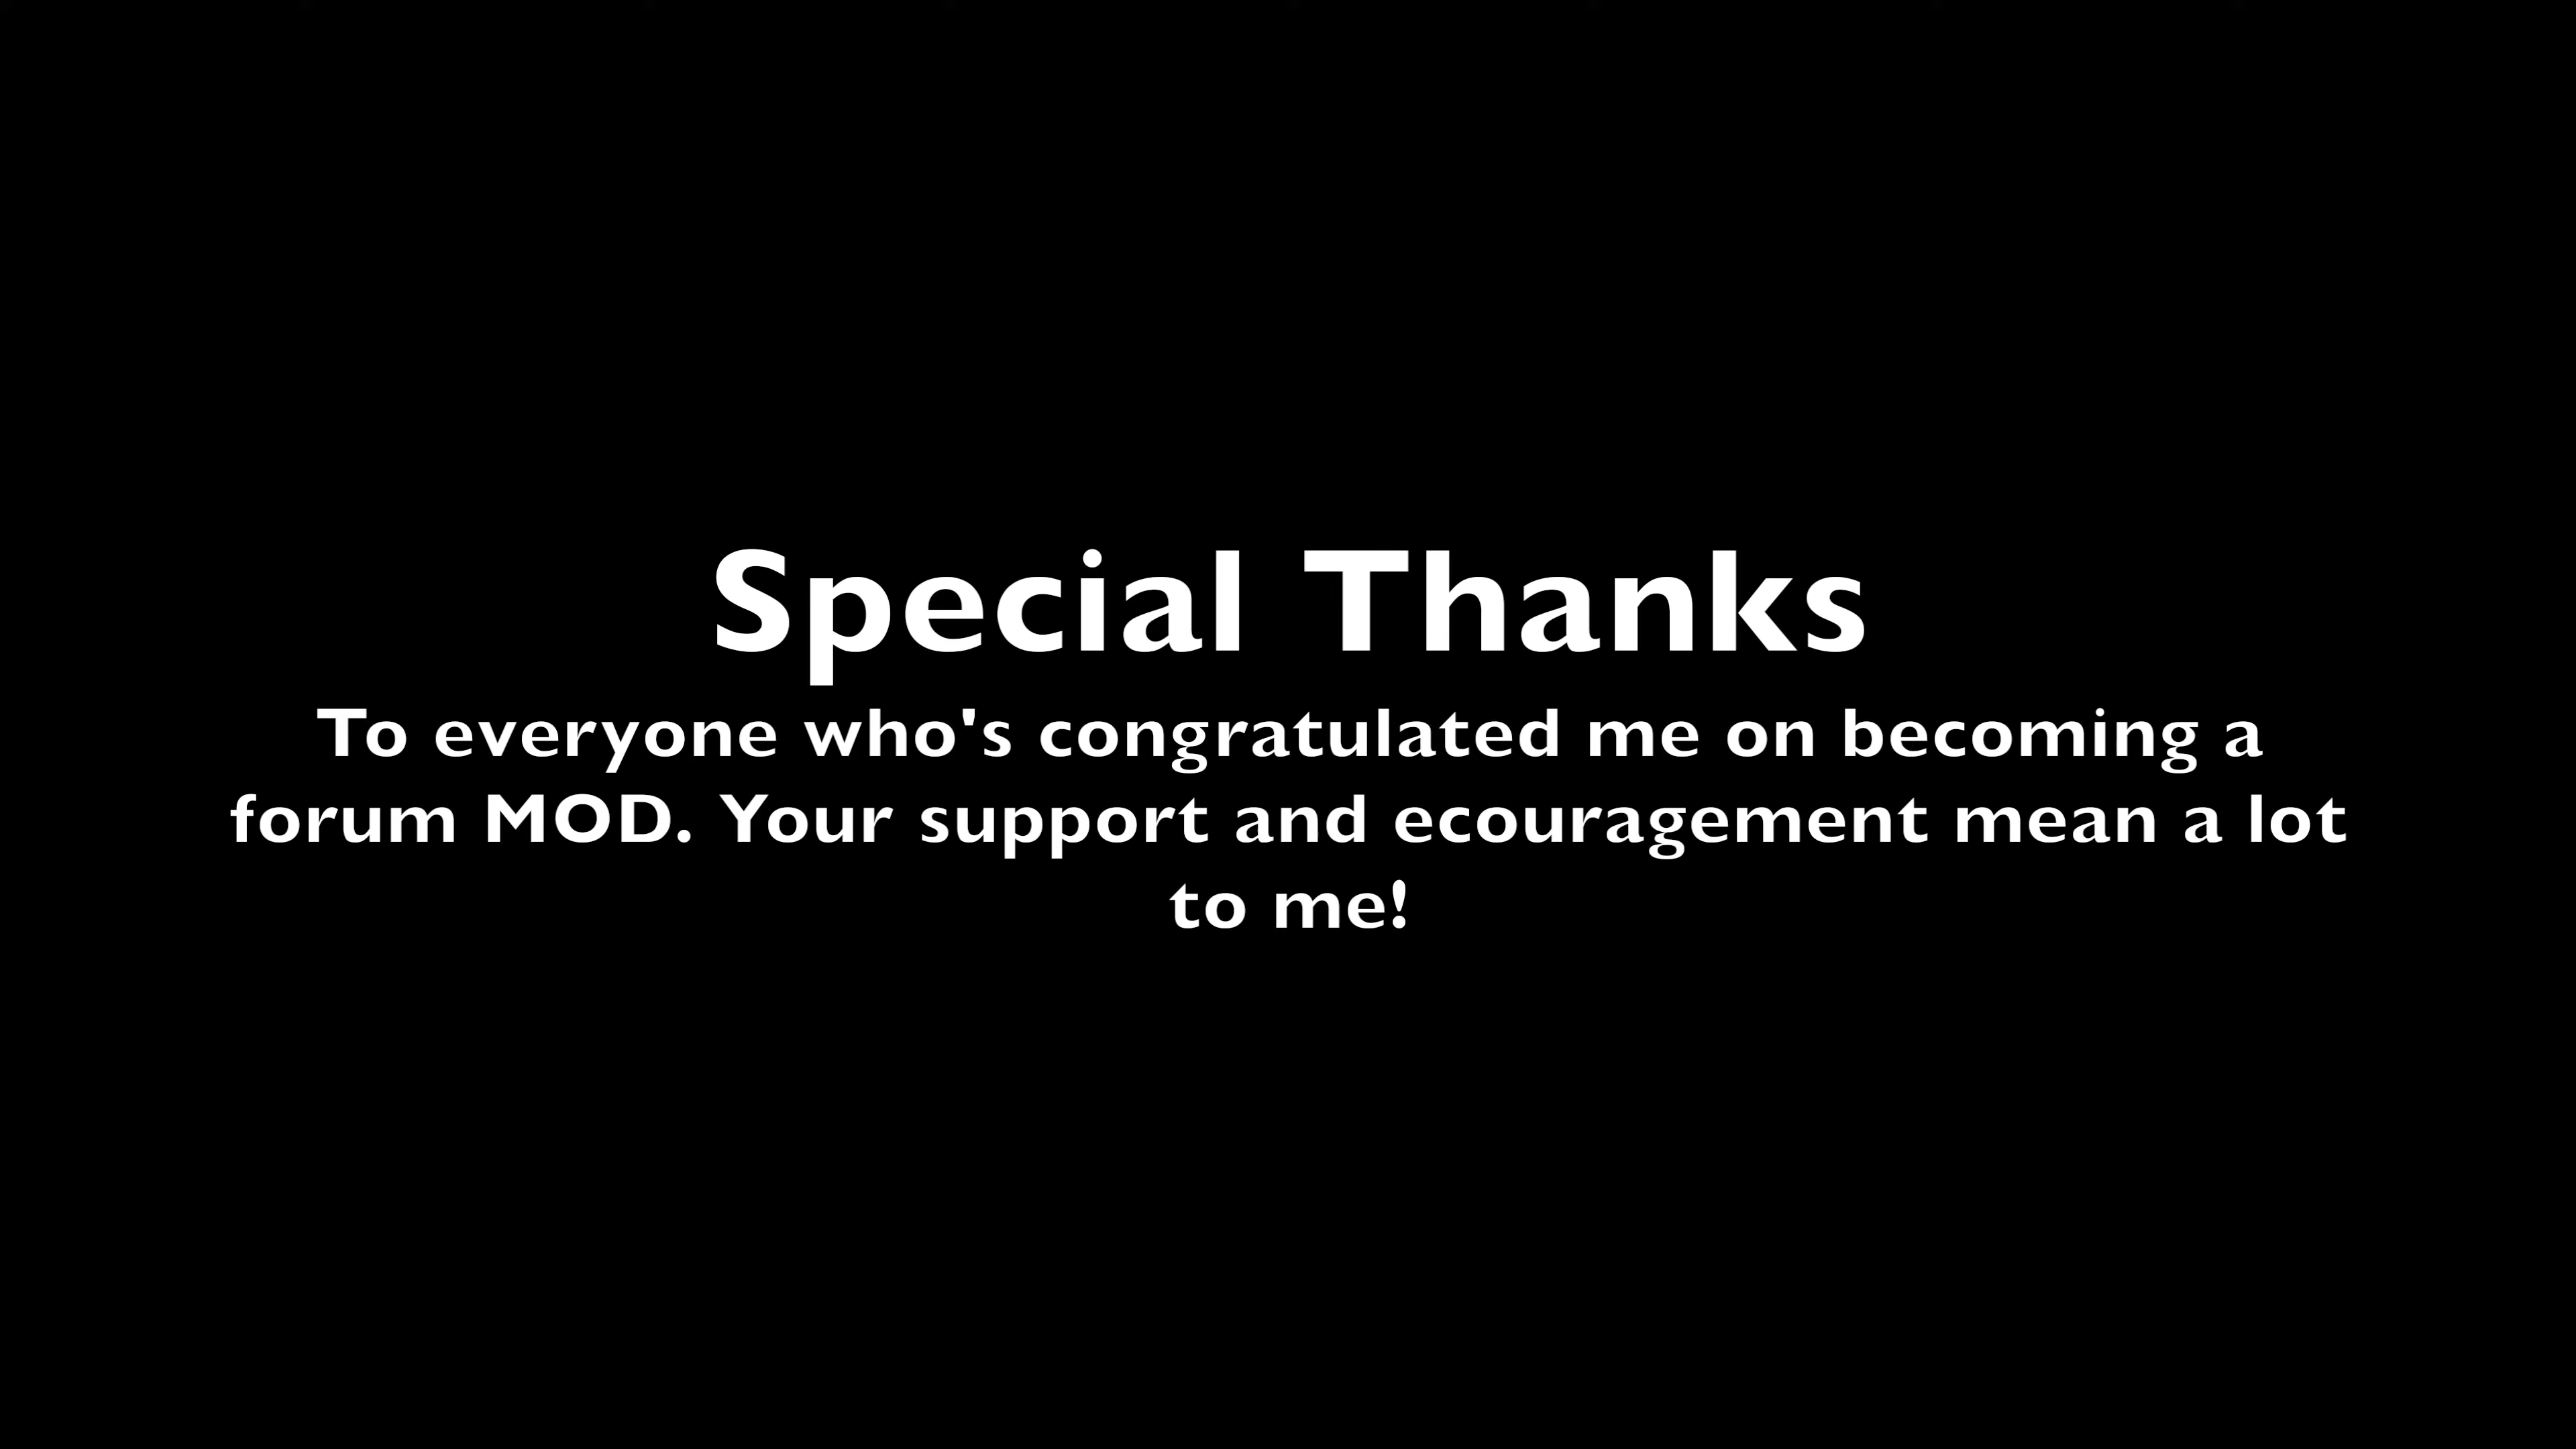 Special Thanks
To everyone who's congratulated me on becoming a
forum MOD. Your support and ecouragement mean a lot
to me!